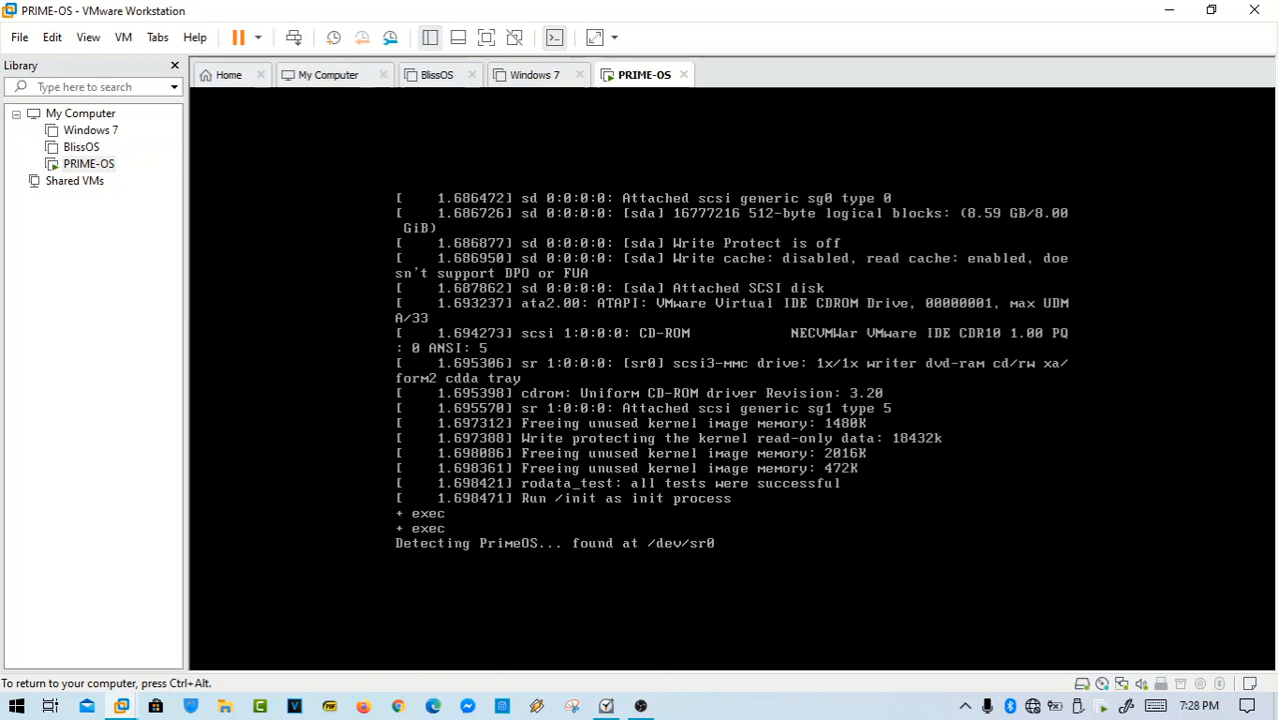 PRIME-OS - VMware Workstation
File Edit View VM Tabs Help
Library
Type here to search
My Computer
Windows 7
BlissOS
PRIME-OS
Shared VMs
Home My Computer BlissOS Windows 7 PRIME-OS
[    1.686472] sd 0:0:0:0: Attached scsi generic sg0 type 0
[    1.686726] sd 0:0:0:0: [sda] 16777216 512-byte logical blocks: (8.59 GB/8.00
GiB)
[    1.686877] sd 0:0:0:0: [sda] Write Protect is off
[    1.686950] sd 0:0:0:0: [sda] Write cache: disabled, read cache: enabled, doe
sn't support DPO or FUA
[    1.687862] sd 0:0:0:0: [sda] Attached SCSI disk
[    1.693237] ata2.00: ATAPI: VMware Virtual IDE CDROM Drive, 00000001, max UDM
A/33
[    1.694273] scsi 1:0:0:0: CD-ROM            NECVMWar VMware IDE CDR10 1.00 PQ
: 0 ANSI: 5
[    1.695306] sr 1:0:0:0: [sr0] scsi3-mmc drive: 1x/1x writer dvd-ram cd/rw xa/
form2 cdda tray
[    1.695398] cdrom: Uniform CD-ROM driver Revision: 3.20
[    1.695570] sr 1:0:0:0: Attached scsi generic sg1 type 5
[    1.697312] Freeing unused kernel image memory: 1480K
[    1.697388] Write protecting the kernel read-only data: 18432k
[    1.698086] Freeing unused kernel image memory: 2016K
[    1.698361] Freeing unused kernel image memory: 472K
[    1.698421] rodata_test: all tests were successful
[    1.698471] Run /init as init process
+ exec
+ exec
Detecting PrimeOS... found at /dev/sr0
To return to your computer, press Ctrl+Alt.
7:28 PM